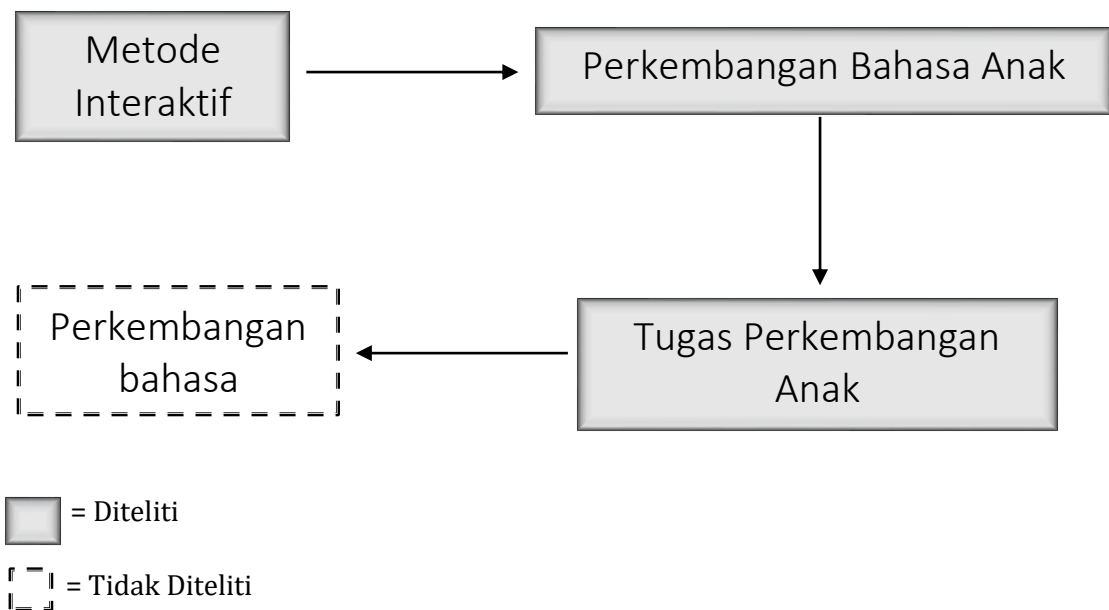 Metode
Interaktif
Perkembangan Bahasa Anak
Perkembangan
bahasa
Tugas Perkembangan
Anak
= Diteliti
= Tidak Diteliti